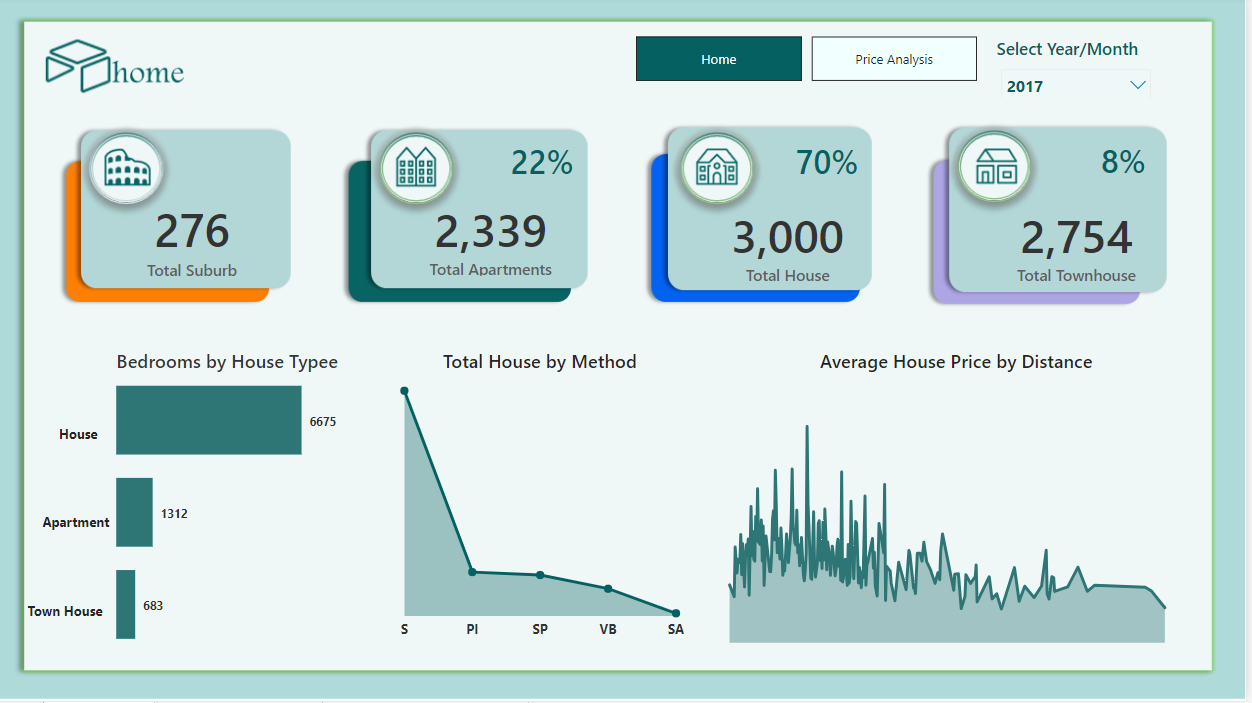 home
Home
Price Analysis
Select Year/Month
2017
276
Total Suburb
22%
2,339
Total Apartments
70%
3,000
Total House
8%
2,754
Total Townhouse
Bedrooms by House Typee
House
6675
Apartment
1312
Town House
683
Total House by Method
S
PI
SP
VB
SA
Average House Price by Distance